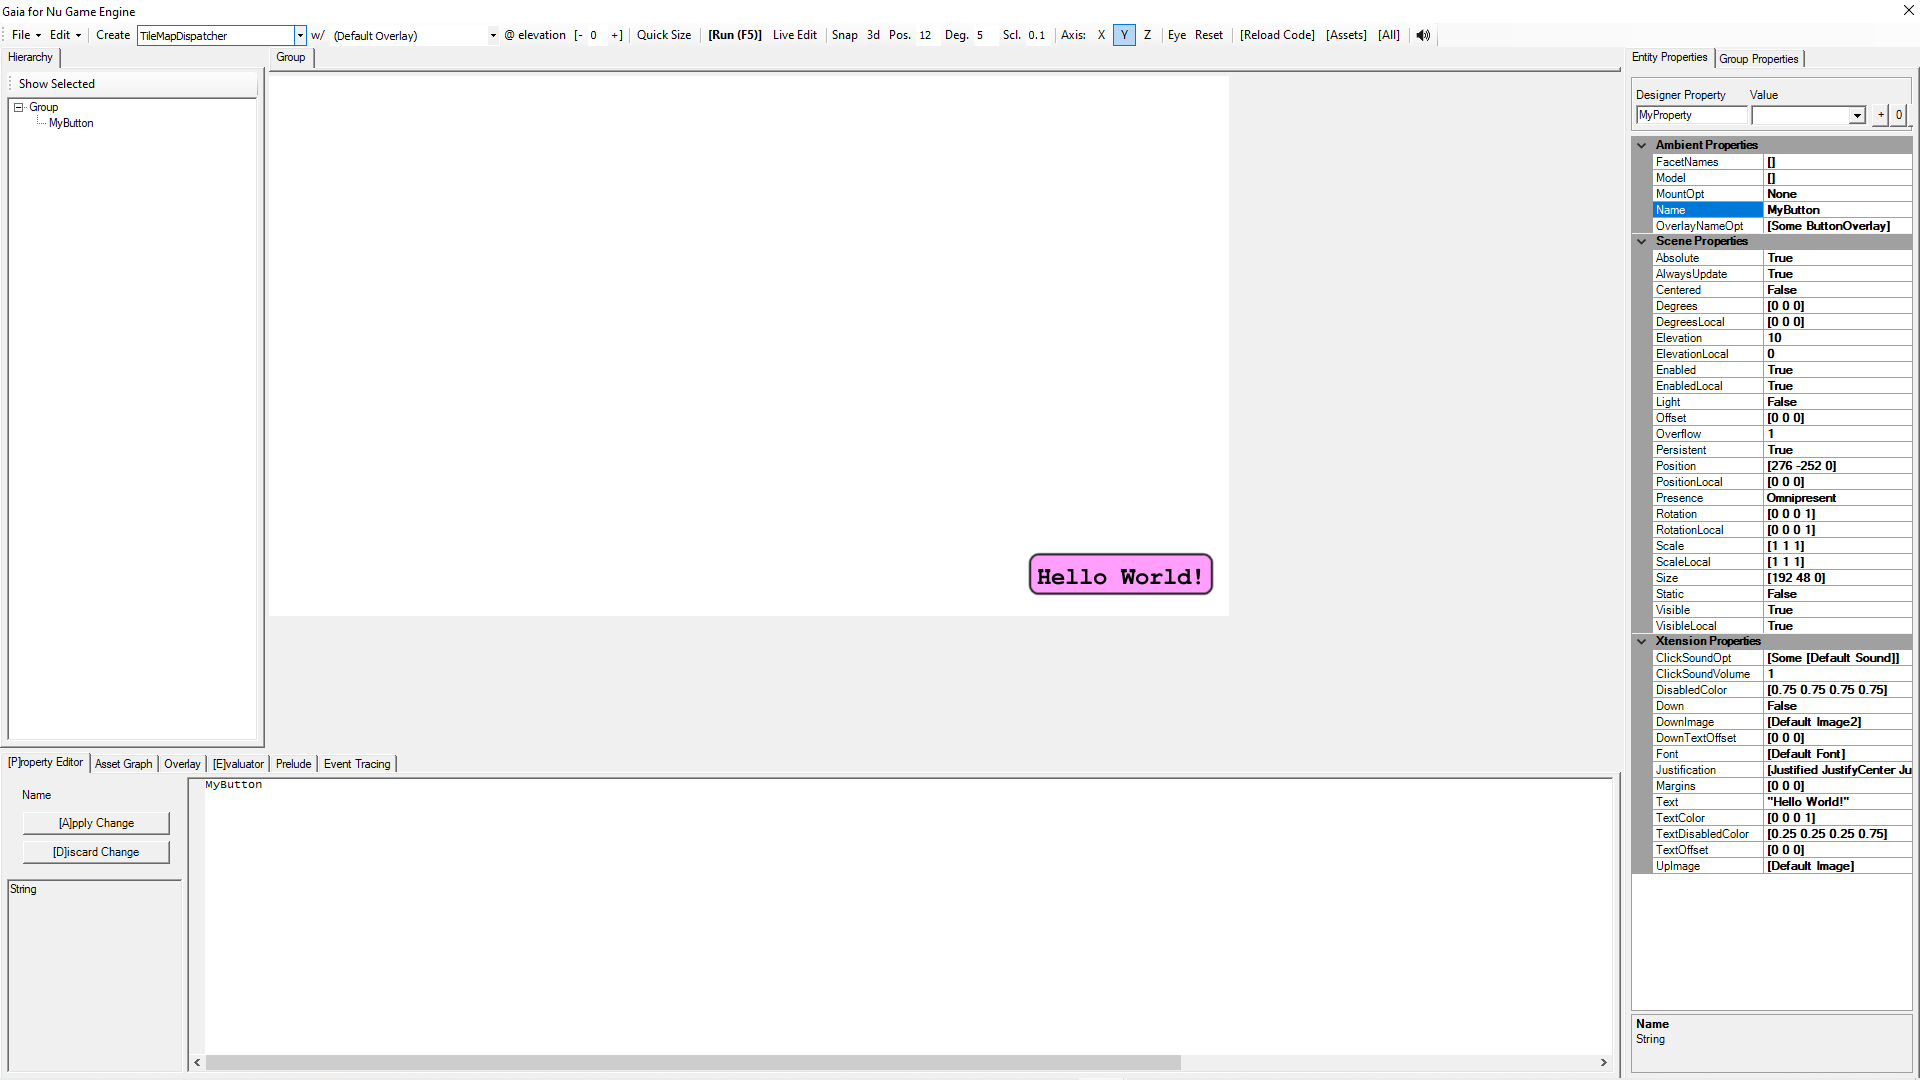 Gaia for Nu Game Engine
File Edit Create TileMapDispatcher w/ (Default Overlay) @ elevation [- 0 +] Quick Size [Run (F5)] Live Edit Snap 3d Pos. 12 Deg. 5 Scl. 0.1 Axis: X Y Z Eye Reset [Reload Code] [Assets] [All]
Hierarchy
Show Selected
Group
MyButton
Group
Hello World!
Entity Properties Group Properties
Designer Property Value
MyProperty + 0
Ambient Properties
FacetNames []
Model []
MountOpt None
Name MyButton
OverlayNameOpt [Some ButtonOverlay]
Scene Properties
Absolute True
AlwaysUpdate True
Centered False
Degrees [0 0 0]
DegreesLocal [0 0 0]
Elevation 10
ElevationLocal 0
Enabled True
EnabledLocal True
Light False
Offset [0 0 0]
Overflow 1
Persistent True
Position [276 -252 0]
PositionLocal [0 0 0]
Presence Omnipresent
Rotation [0 0 0 1]
RotationLocal [0 0 0 1]
Scale [1 1 1]
ScaleLocal [1 1 1]
Size [192 48 0]
Static False
Visible True
VisibleLocal True
Xtension Properties
ClickSoundOpt [Some [Default Sound]]
ClickSoundVolume 1
DisabledColor [0.75 0.75 0.75 0.75]
Down False
DownImage [Default Image2]
DownTextOffset [0 0 0]
Font [Default Font]
Justification [Justified JustifyCenter Ju
Margins [0 0 0]
Text "Hello World!"
TextColor [0 0 0 1]
TextDisabledColor [0.25 0.25 0.25 0.75]
TextOffset [0 0 0]
UpImage [Default Image]
Name
String
[P]roperty Editor Asset Graph Overlay [E]valuator Prelude Event Tracing
Name
[A]pply Change
[D]iscard Change
String
MyButton